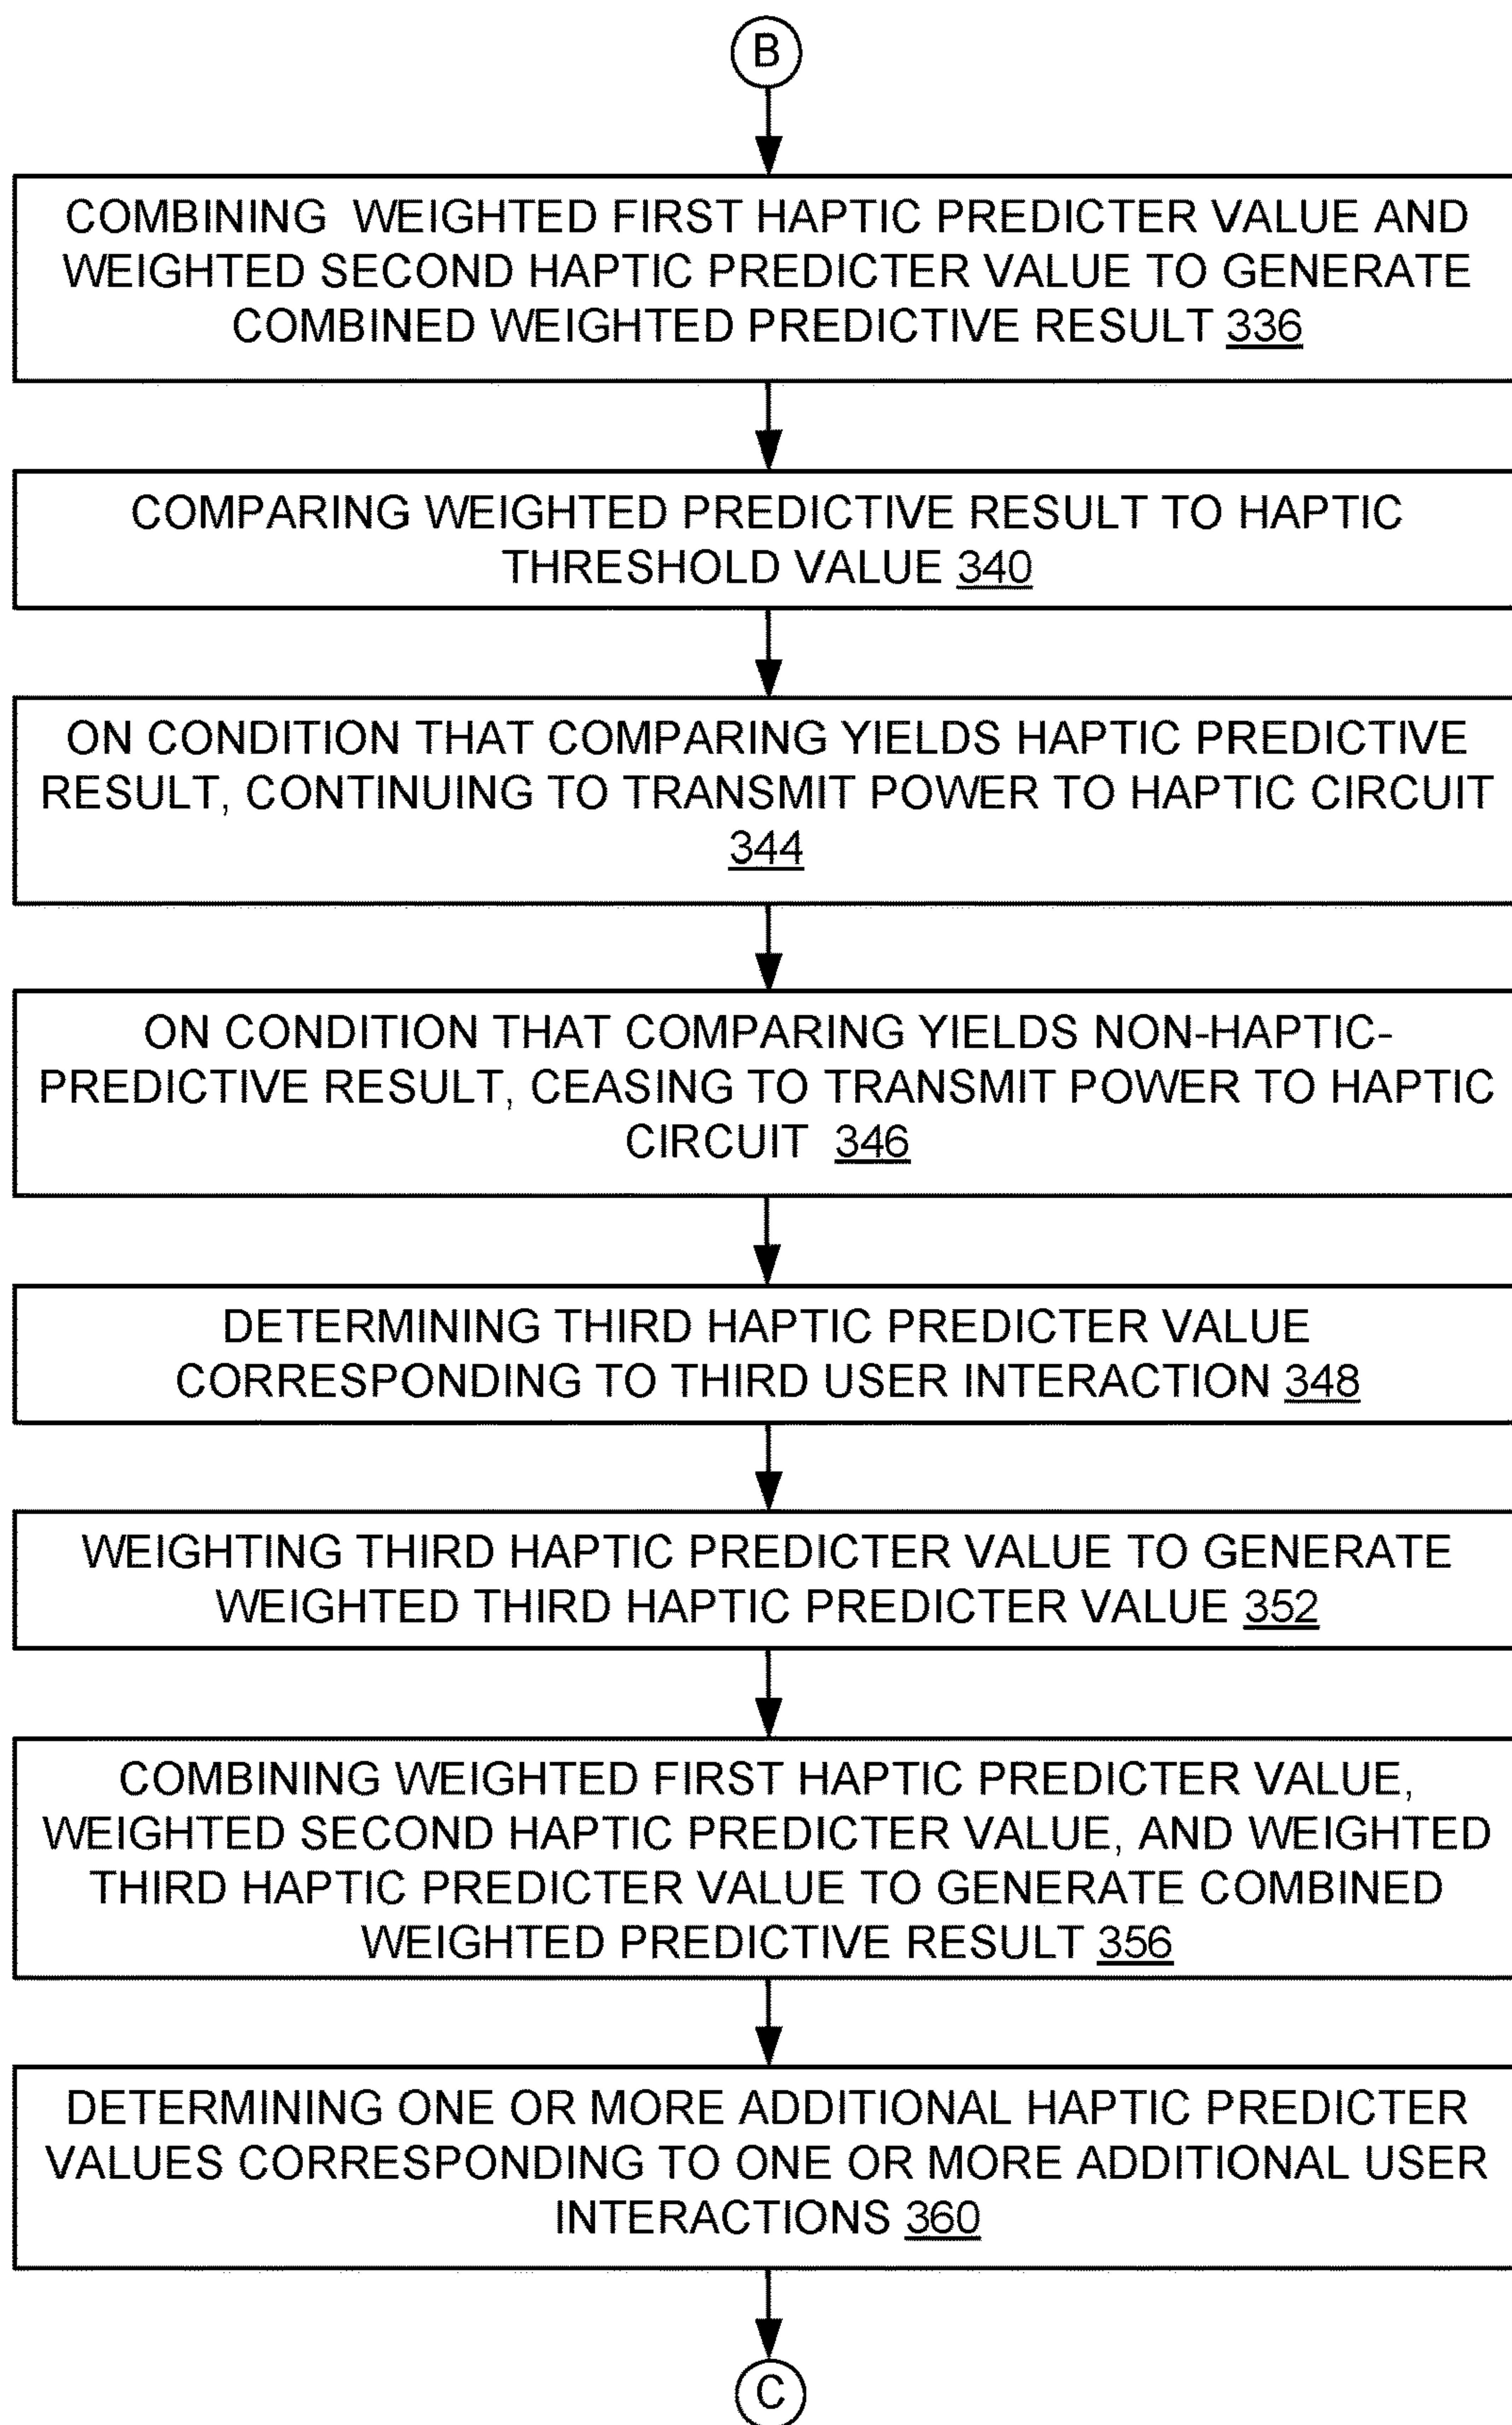 B
COMBINING WEIGHTED FIRST HAPTIC PREDICTER VALUE AND
WEIGHTED SECOND HAPTIC PREDICTER VALUE TO GENERATE
COMBINED WEIGHTED PREDICTIVE RESULT 336
COMPARING WEIGHTED PREDICTIVE RESULT TO HAPTIC
THRESHOLD VALUE 340
ON CONDITION THAT COMPARING YIELDS HAPTIC PREDICTIVE
RESULT, CONTINUING TO TRANSMIT POWER TO HAPTIC CIRCUIT
344
ON CONDITION THAT COMPARING YIELDS NON-HAPTIC-
PREDICTIVE RESULT, CEASING TO TRANSMIT POWER TO HAPTIC
CIRCUIT 346
DETERMINING THIRD HAPTIC PREDICTER VALUE
CORRESPONDING TO THIRD USER INTERACTION 348
WEIGHTING THIRD HAPTIC PREDICTER VALUE TO GENERATE
WEIGHTED THIRD HAPTIC PREDICTER VALUE 352
COMBINING WEIGHTED FIRST HAPTIC PREDICTER VALUE,
WEIGHTED SECOND HAPTIC PREDICTER VALUE, AND WEIGHTED
THIRD HAPTIC PREDICTER VALUE TO GENERATE COMBINED
WEIGHTED PREDICTIVE RESULT 356
DETERMINING ONE OR MORE ADDITIONAL HAPTIC PREDICTER
VALUES CORRESPONDING TO ONE OR MORE ADDITIONAL USER
INTERACTIONS 360
C